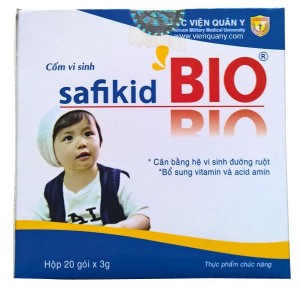 C VIỆN QUÂN Y
etnam Military Medical University
www.vienquany.com
Cốm vi sinh
safikid BIO®
* Cân bằng hệ vi sinh đường ruột
*Bổ sung vitamin và acid amin
Hộp 20 gói x 3g
Thực phẩm chức năng